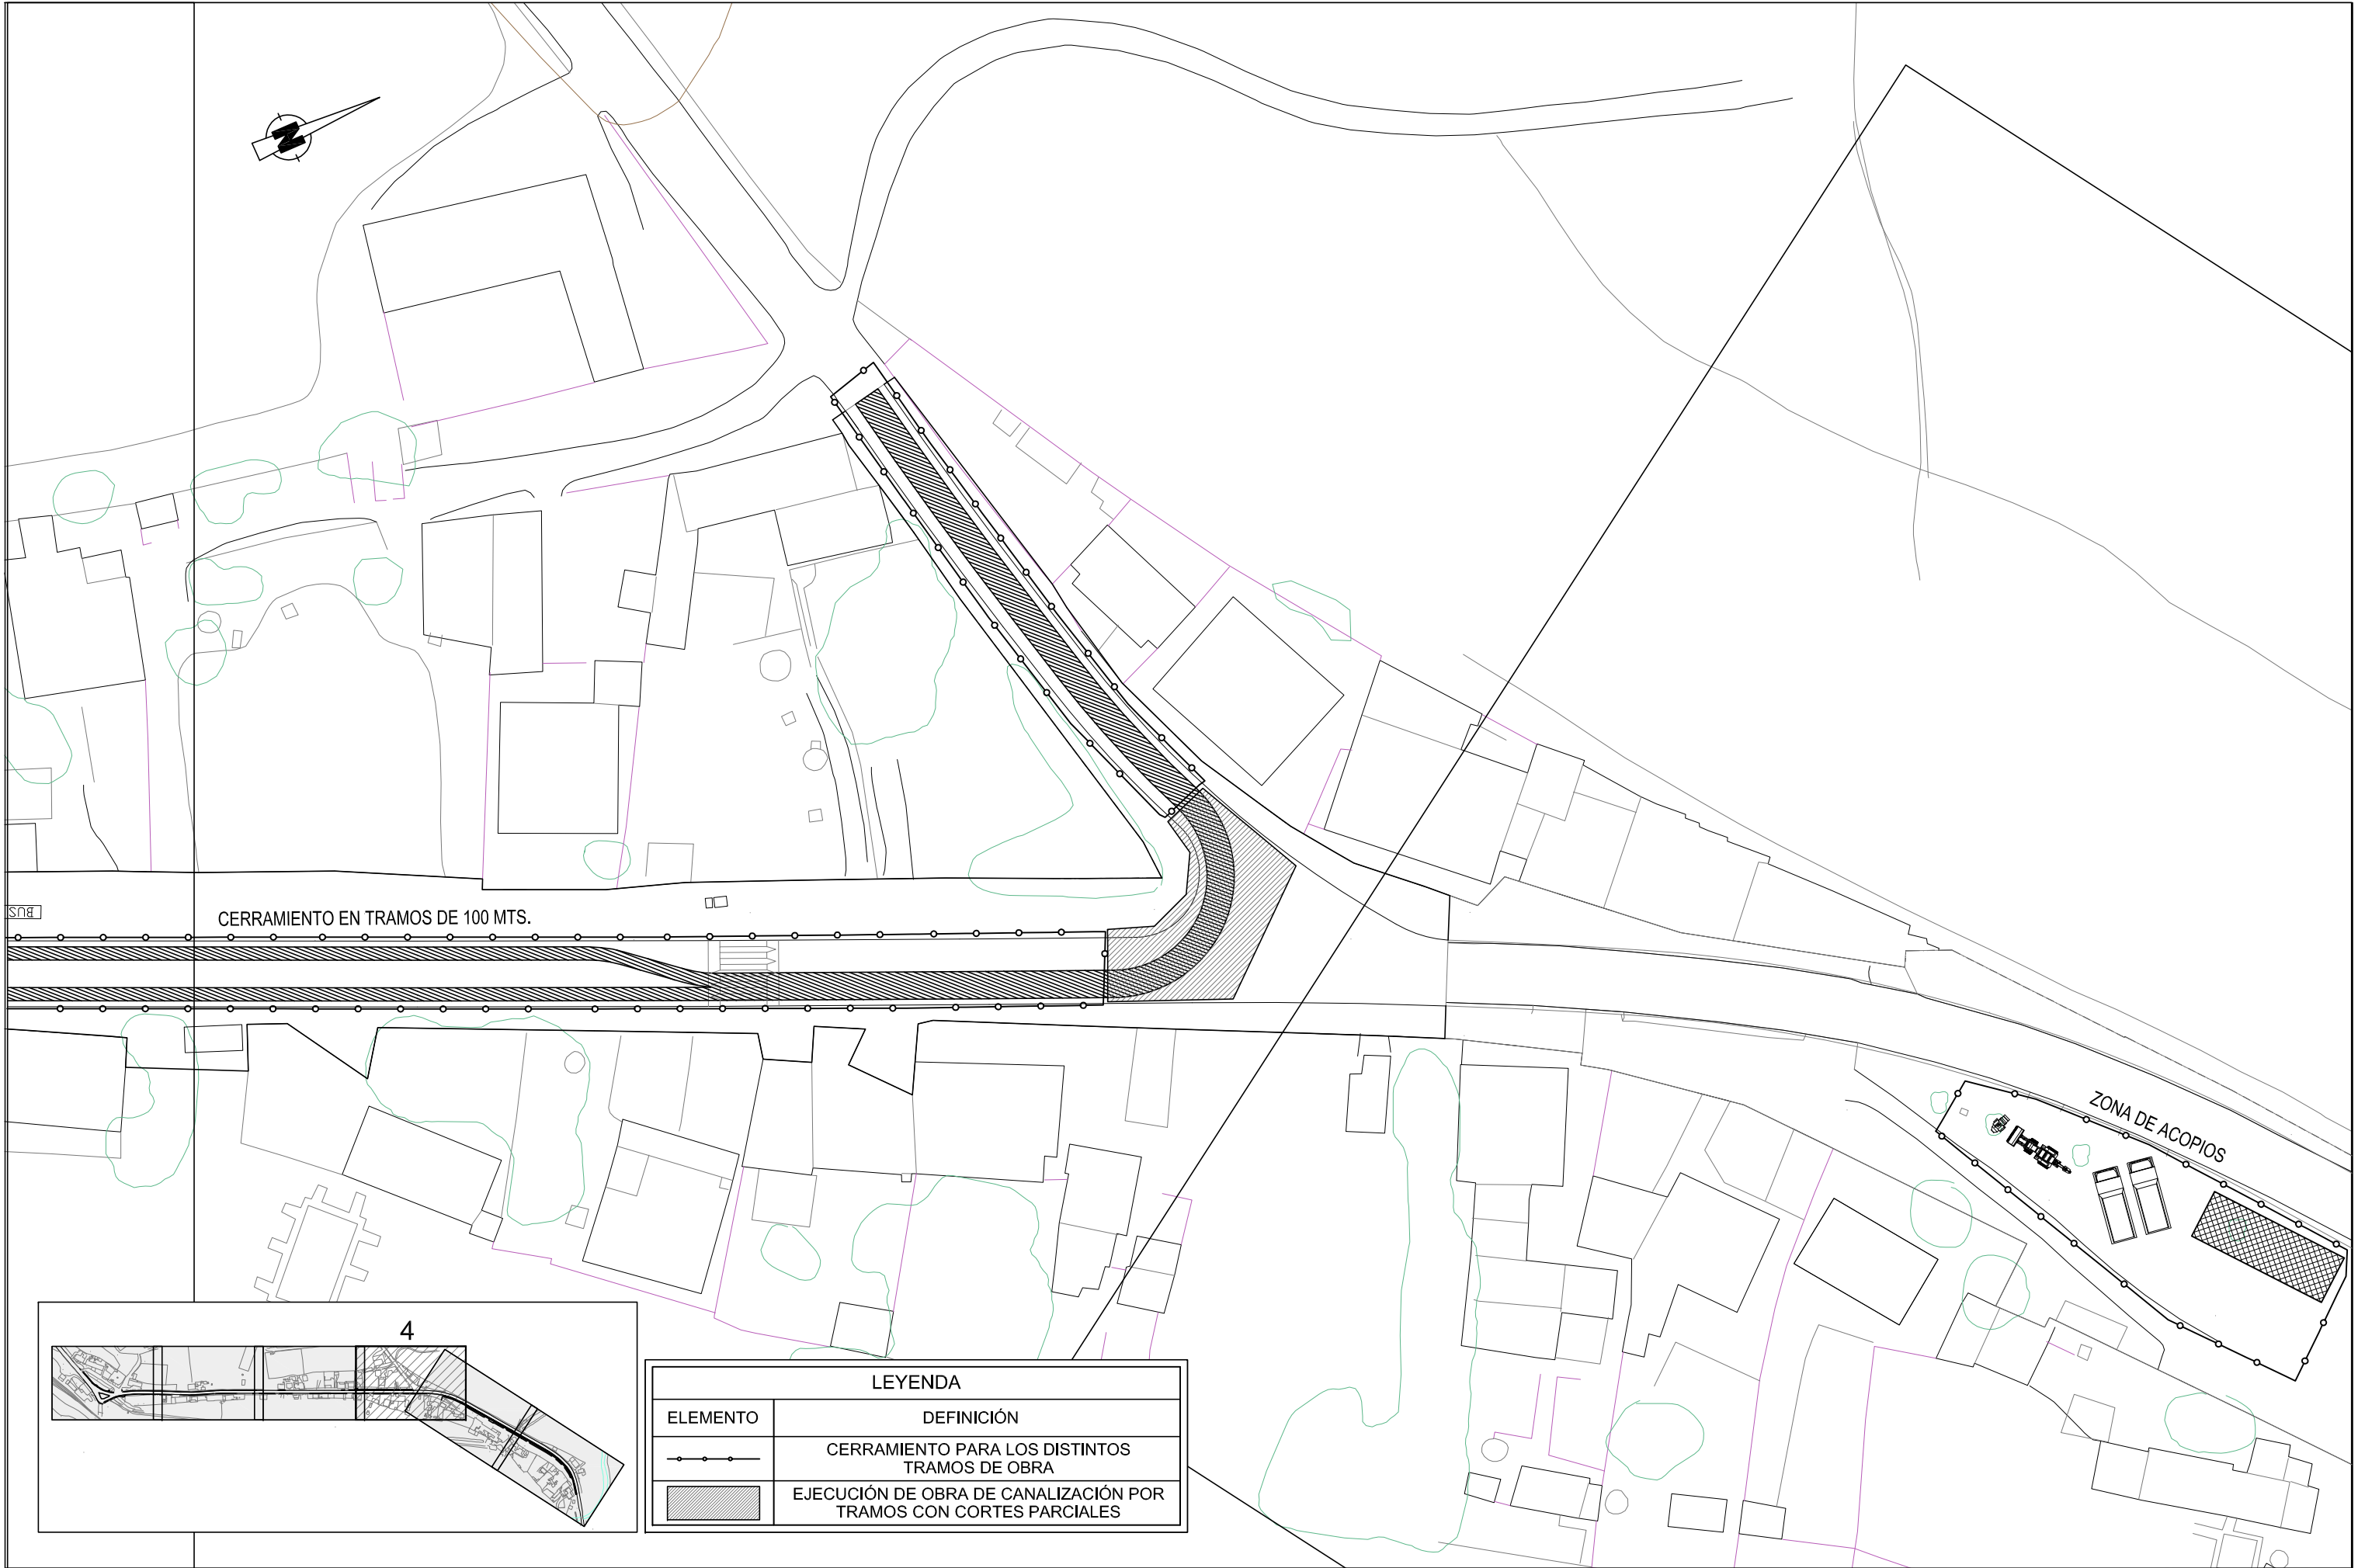 N
BUS
CERRAMIENTO EN TRAMOS DE 100 MTS.
ZONA DE ACOPIOS
4
LEYENDA
ELEMENTO
DEFINICIÓN
CERRAMIENTO PARA LOS DISTINTOS
TRAMOS DE OBRA
EJECUCIÓN DE OBRA DE CANALIZACIÓN POR
TRAMOS CON CORTES PARCIALES